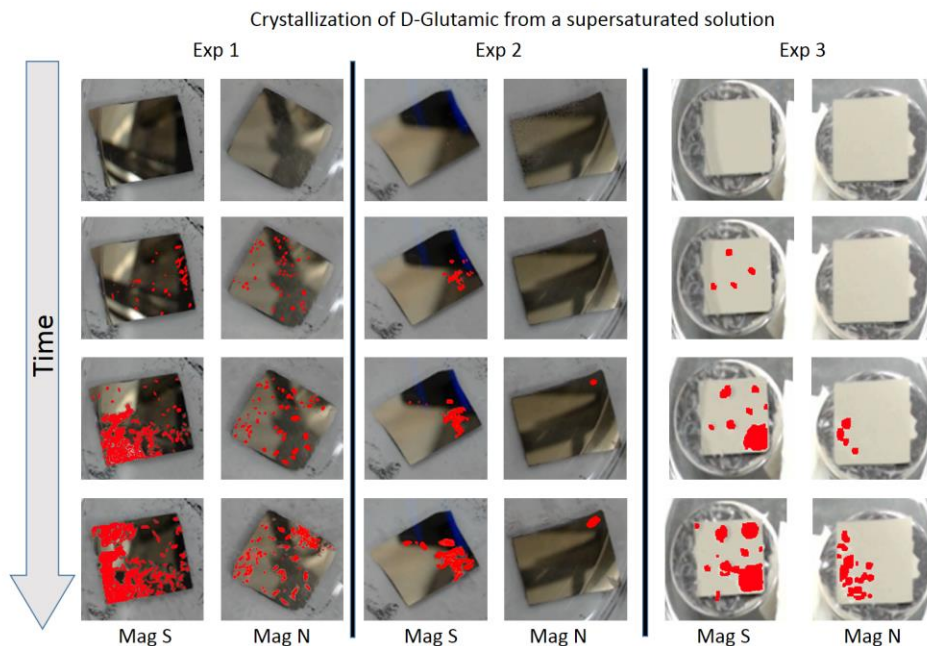 Crystallization of D-Glutamic from a supersaturated solution
Exp 1
Exp 2
Exp 3
Time
Mag S
Mag N
Mag S
Mag N
Mag S
Mag N